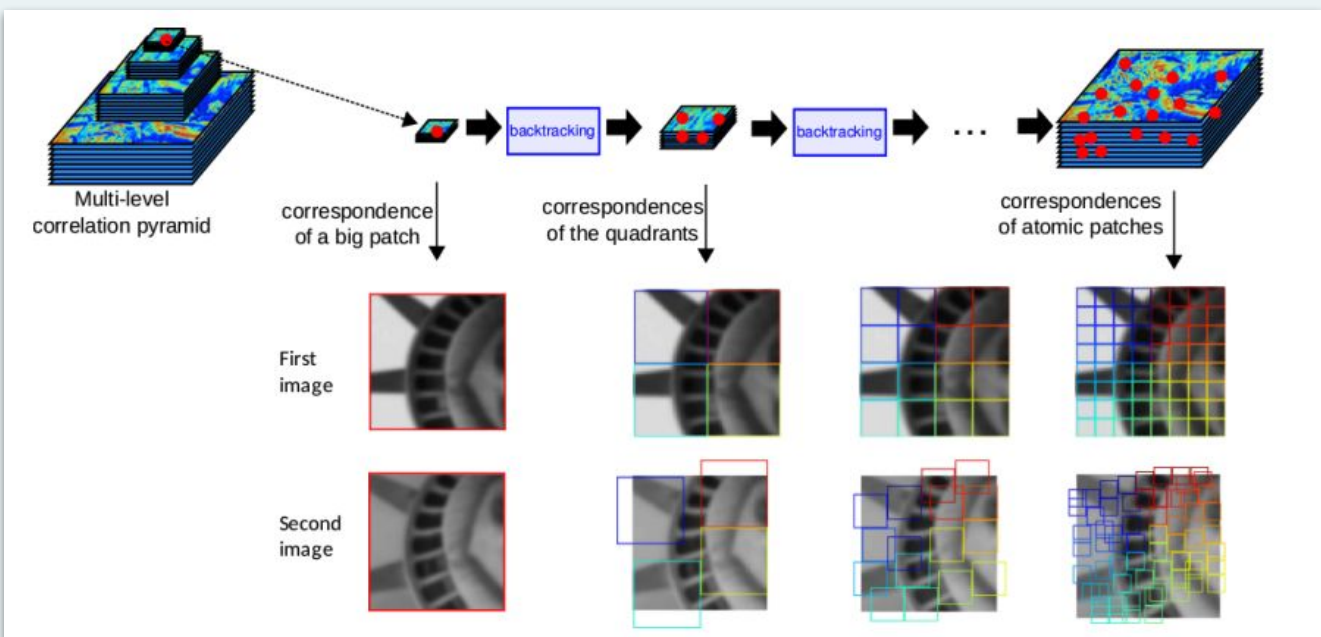 backtracking
backtracking
. . .
Multi-level
correlation pyramid
correspondence
of a big patch
correspondences
of the quadrants
correspondences
of atomic patches
First
image
Second
image